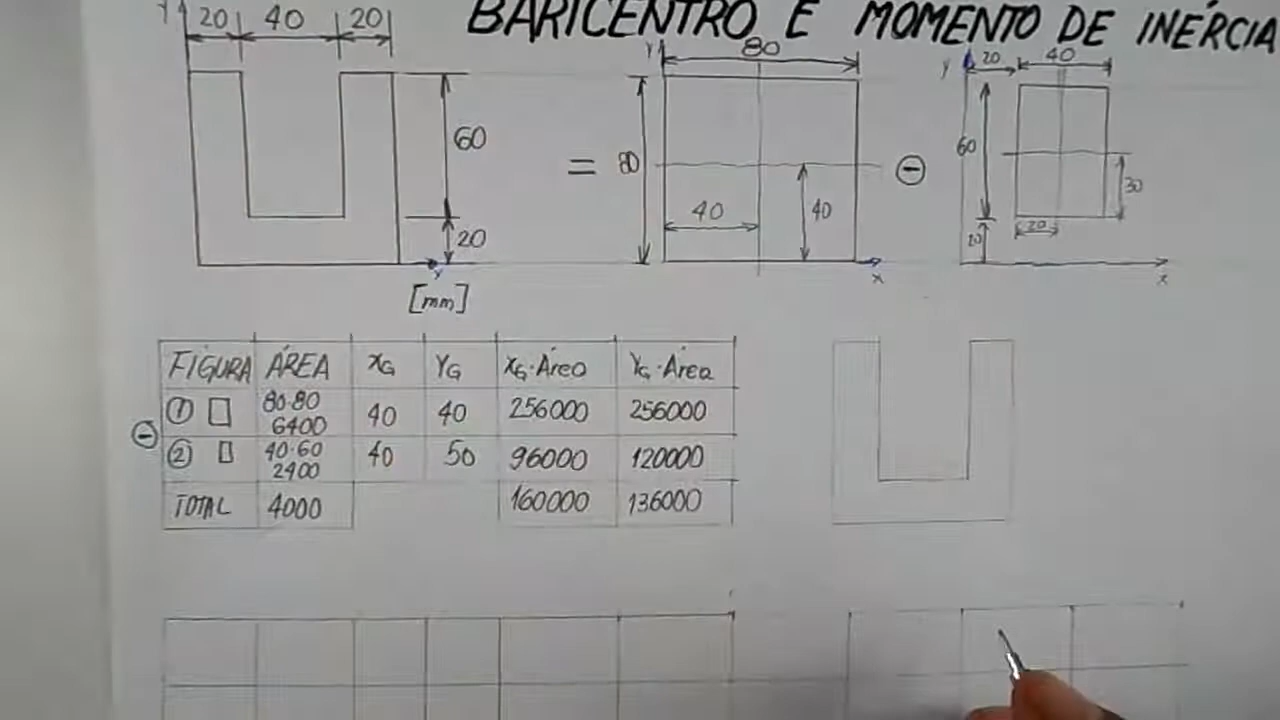 BARICENTRO E MOMENTO DE INÉRCIA
Y 20 40 20
60
20
x
[mm]
=
Y 80
80
40
40
x
⊖
Y 20 40
60
30
20
20
x
FIGURA ÁREA XG YG XG·Área YG·Área
① 80·80 6400 40 40 256000 256000
⊖ ② 40·60 2400 40 50 96000 120000
TOTAL 4000 160000 136000